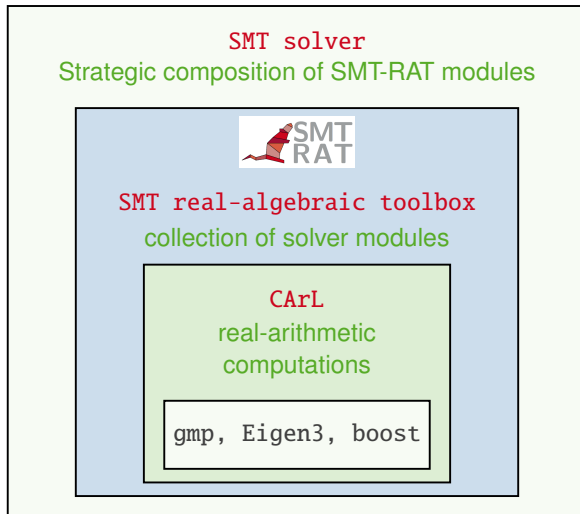 SMT solver
Strategic composition of SMT-RAT modules
SMT
RAT
SMT real-algebraic toolbox
collection of solver modules
CArL
real-arithmetic
computations
gmp, Eigen3, boost